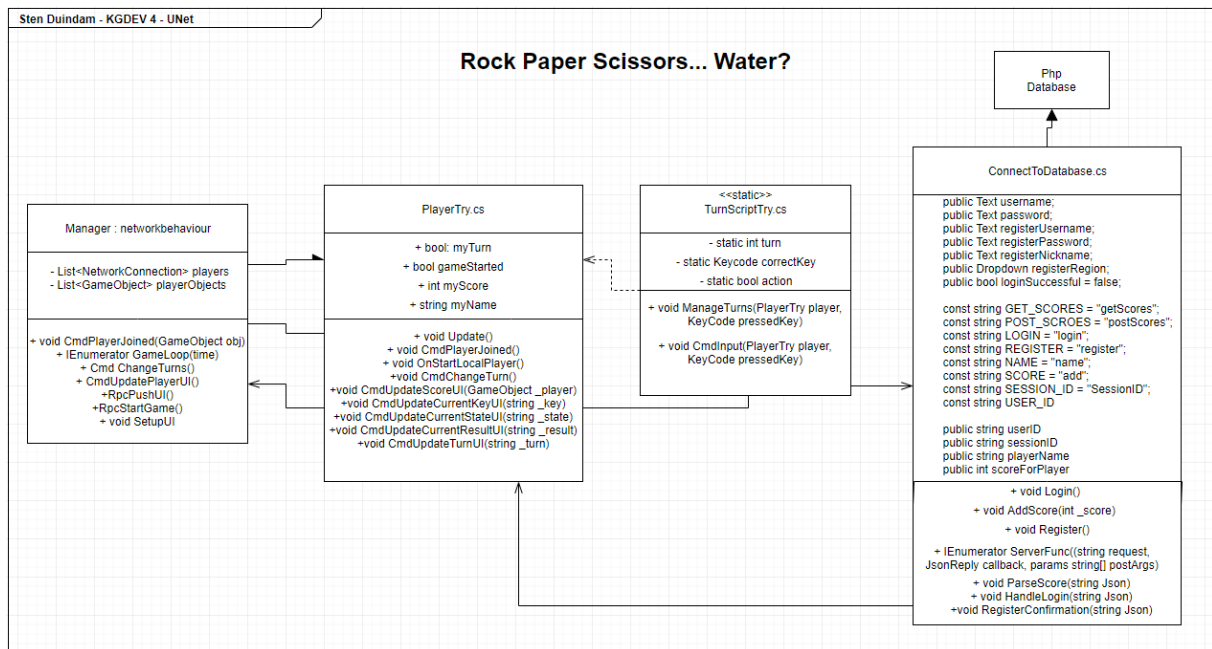 Sten Duindam - KGDEV 4 - UNet
Rock Paper Scissors... Water?
Php
Database
Manager : networkbehaviour
- List<NetworkConnection> players
- List<GameObject> playerObjects
+ void CmdPlayerJoined(GameObject obj)
+ IEnumerator GameLoop(time)
+ Cmd ChangeTurns()
+ CmdUpdatePlayerUI()
+RpcPushUI()
+RpcStartGame()
+ void SetupUI
PlayerTry.cs
+ bool: myTurn
+ bool gameStarted
+ int myScore
+ string myName
+ void Update()
+ void CmdPlayerJoined()
+ void OnStartLocalPlayer()
+ void CmdChangeTurn()
+void CmdUpdateScoreUI(GameObject _player)
+void CmdUpdateCurrentKeyUI(string _key)
+void CmdUpdateCurrentStateUI(string _state)
+void CmdUpdateCurrentResultUI(string _result)
+void CmdUpdateTurnUI(string _turn)
<<static>>
TurnScriptTry.cs
- static int turn
- static Keycode correctKey
- static bool action
+ void ManageTurns(PlayerTry player,
KeyCode pressedKey)
+ void CmdInput(PlayerTry player,
KeyCode pressedKey)
ConnectToDatabase.cs
public Text username;
public Text password;
public Text registerUsername;
public Text registerPassword;
public Text registerNickname;
public Dropdown registerRegion;
public bool loginSuccessful = false;
const string GET_SCORES = "getScores";
const string POST_SCROES = "postScores";
const string LOGIN = "login";
const string REGISTER = "register";
const string NAME = "name";
const string SCORE = "add";
const string SESSION_ID = "SessionID";
const string USER_ID
public string userID
public string sessionID
public string playerName
public int scoreForPlayer
+ void Login()
+ void AddScore(int _score)
+ void Register()
+ IEnumerator ServerFunc((string request,
JsonReply callback, params string[] postArgs)
+ void ParseScore(string Json)
+ void HandleLogin(string Json)
+void RegisterConfirmation(string Json)